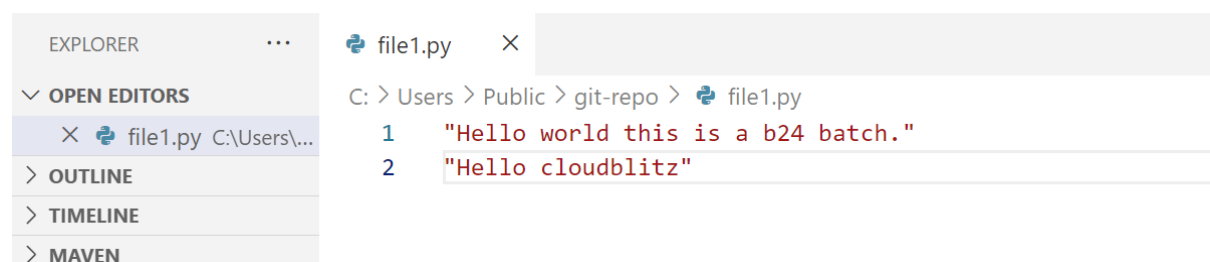 EXPLORER ...
file1.py ×
OPEN EDITORS
C: > Users > Public > git-repo > file1.py
× file1.py C:\Users\...
1 "Hello world this is a b24 batch."
2 "Hello cloudblitz"
OUTLINE
TIMELINE
MAVEN